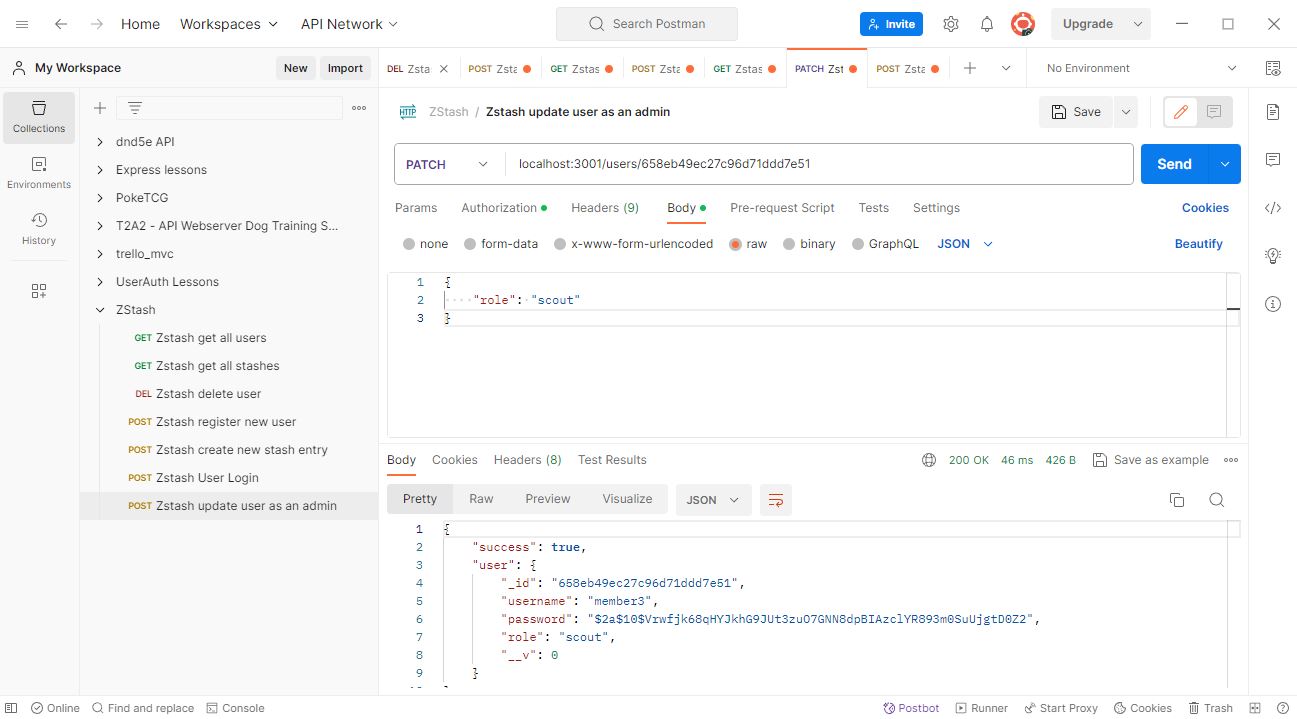 Home Workspaces API Network Search Postman Invite Upgrade
My Workspace New Import DEL Zsta POST Zsta GET Zstas POST Zsta GET Zstas PATCH Zst POST Zsta No Environment
Collections
Environments
History
dnd5e API
Express lessons
PokeTCG
T2A2 - API Webserver Dog Training S...
trello_mvc
UserAuth Lessons
ZStash
GET Zstash get all users
GET Zstash get all stashes
DEL Zstash delete user
POST Zstash register new user
POST Zstash create new stash entry
POST Zstash User Login
POST Zstash update user as an admin
HTTP ZStash / Zstash update user as an admin Save
PATCH localhost:3001/users/658eb49ec27c96d71ddd7e51 Send
Params Authorization Headers (9) Body Pre-request Script Tests Settings Cookies
none form-data x-www-form-urlencoded raw binary GraphQL JSON Beautify
1 {
2 "role": "scout"
3 }
Body Cookies Headers (8) Test Results 200 OK 46 ms 426 B Save as example
Pretty Raw Preview Visualize JSON
1 {
2 "success": true,
3 "user": {
4 "_id": "658eb49ec27c96d71ddd7e51",
5 "username": "member3",
6 "password": "$2a$10$Vrwfjk68qHYJkhG9JUt3zuO7GNN8dpBIAzclYR893m0SuUjgtD0Z2",
7 "role": "scout",
8 "__v": 0
9 }
Online Find and replace Console Postbot Runner Start Proxy Cookies Trash